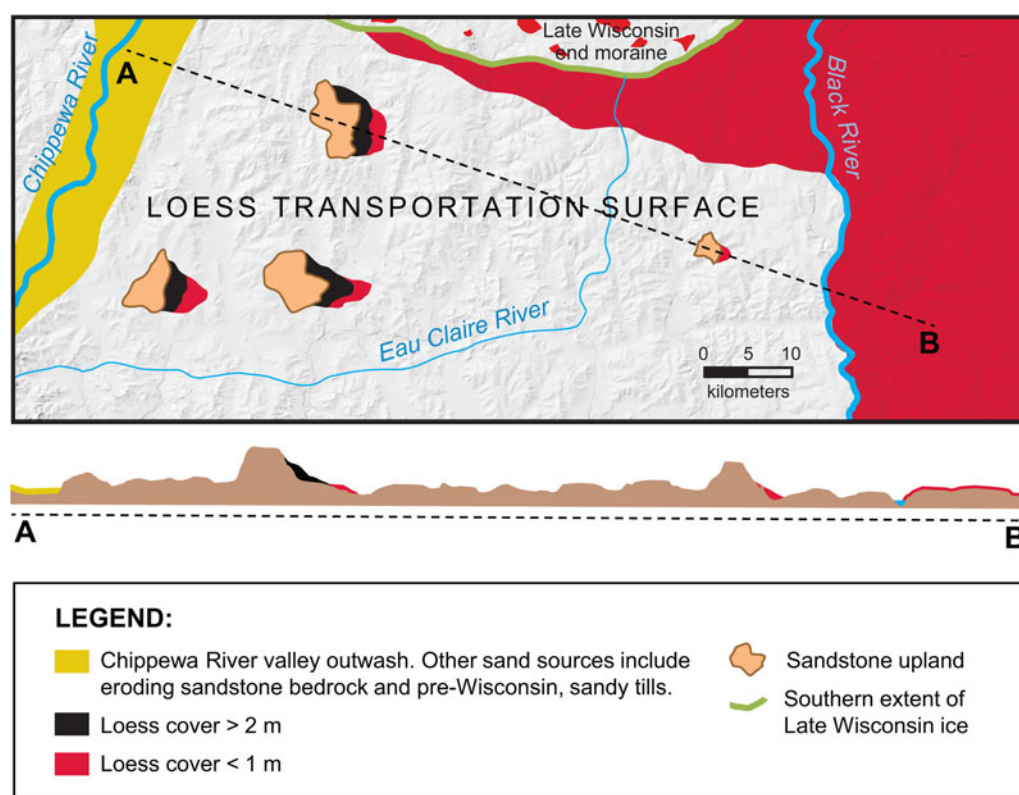 Late Wisconsin
end moraine
Chippewa River
A
Black River
LOESS TRANSPORTATION SURFACE
Eau Claire River
B
0 5 10
kilometers
A
B
LEGEND:
Chippewa River valley outwash. Other sand sources include
eroding sandstone bedrock and pre-Wisconsin, sandy tills.
Loess cover > 2 m
Loess cover < 1 m
Sandstone upland
Southern extent of
Late Wisconsin ice